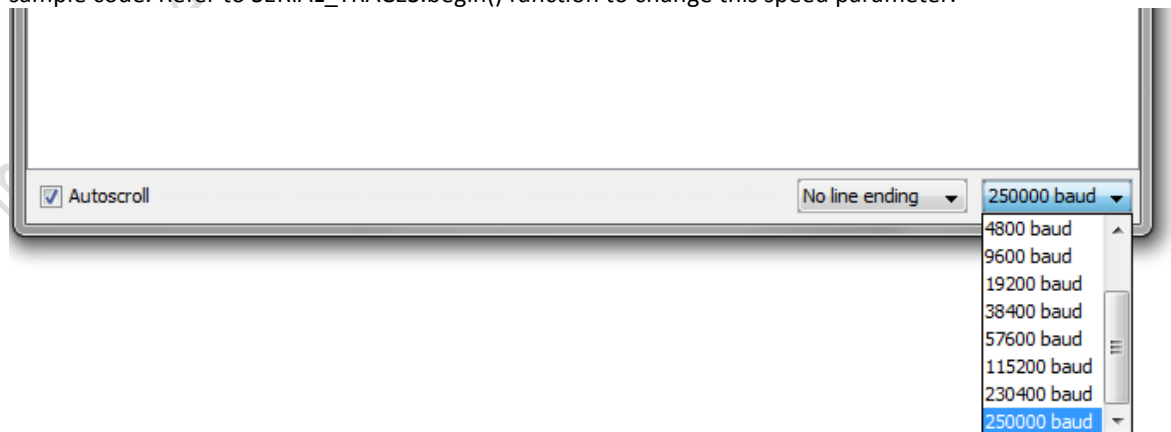 sample code. Refer to SERIAL_TRACES.begin() function to change this speed parameter.
Autoscroll
No line ending
250000 baud
4800 baud
9600 baud
19200 baud
38400 baud
57600 baud
115200 baud
230400 baud
250000 baud